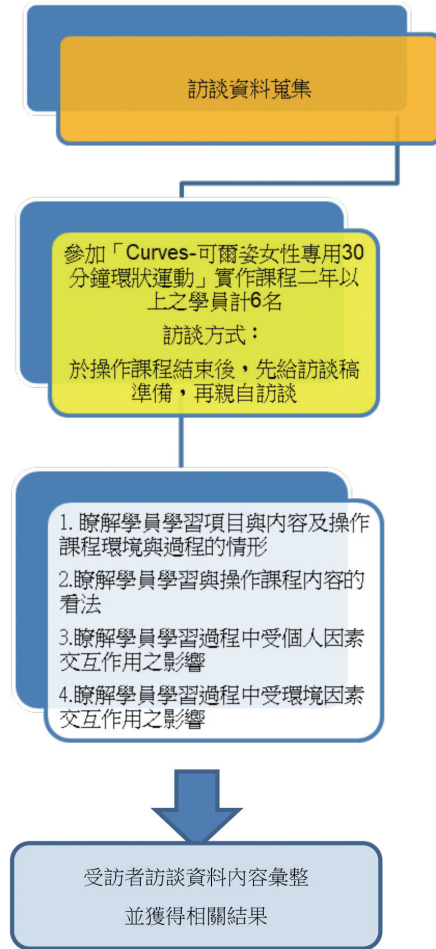 訪談資料蒐集
參加「Curves-可爾姿女性專用30
分鐘環狀運動」實作課程二年以
上之學員計6名
訪談方式：
於操作課程結束後，先給訪談稿
準備，再親自訪談
1. 瞭解學員學習項目與內容及操作
課程環境與過程的情形
2.瞭解學員學習與操作課程內容的
看法
3.瞭解學員學習過程中受個人因素
交互作用之影響
4.瞭解學員學習過程中受環境因素
交互作用之影響
受訪者訪談資料內容彙整
並獲得相關結果